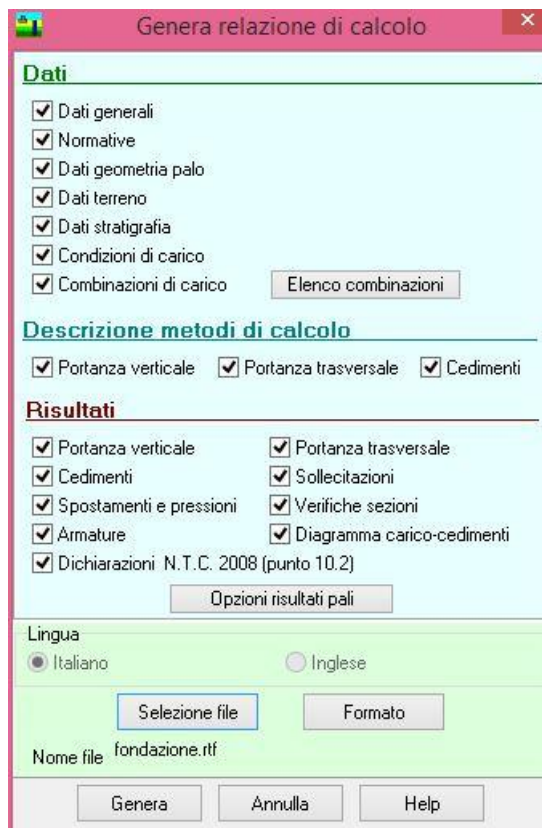 Genera relazione di calcolo
Dati
Dati generali
Normative
Dati geometria palo
Dati terreno
Dati stratigrafia
Condizioni di carico
Combinazioni di carico Elenco combinazioni
Descrizione metodi di calcolo
Portanza verticale Portanza trasversale Cedimenti
Risultati
Portanza verticale Portanza trasversale
Cedimenti Sollecitazioni
Spostamenti e pressioni Verifiche sezioni
Armature Diagramma carico-cedimenti
Dichiarazioni N.T.C. 2008 (punto 10.2)
Opzioni risultati pali
Lingua
Italiano Inglese
Selezione file Formato
Nome file fondazione.rtf
Genera Annulla Help